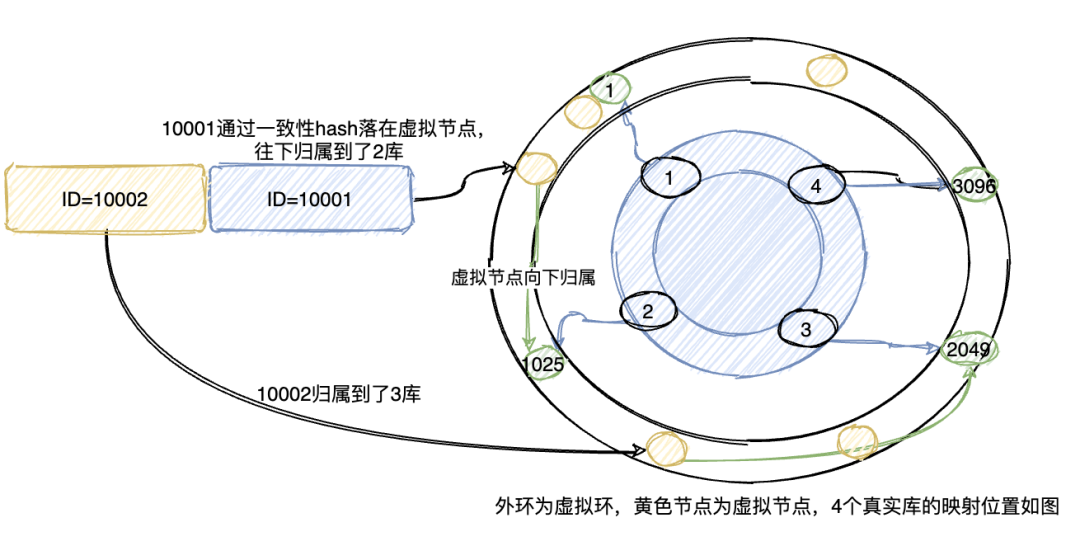 10001通过一致性hash落在虚拟节点，
往下归属到了2库
ID=10002
ID=10001
1
1
4
3096
虚拟节点向下归属
2
3
2049
1025
10002归属到了3库
外环为虚拟环，黄色节点为虚拟节点，4个真实库的映射位置如图